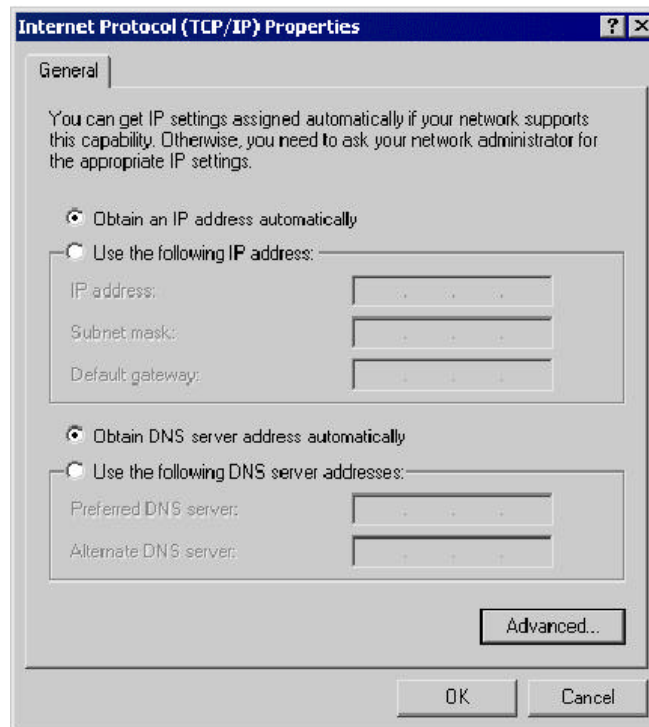 Internet Protocol (TCP/IP) Properties
General
You can get IP settings assigned automatically if your network supports
this capability. Otherwise, you need to ask your network administrator for
the appropriate IP settings.
Obtain an IP address automatically
Use the following IP address:
IP address:
Subnet mask:
Default gateway:
Obtain DNS server address automatically
Use the following DNS server addresses:
Preferred DNS server:
Alternate DNS server:
Advanced...
OK Cancel